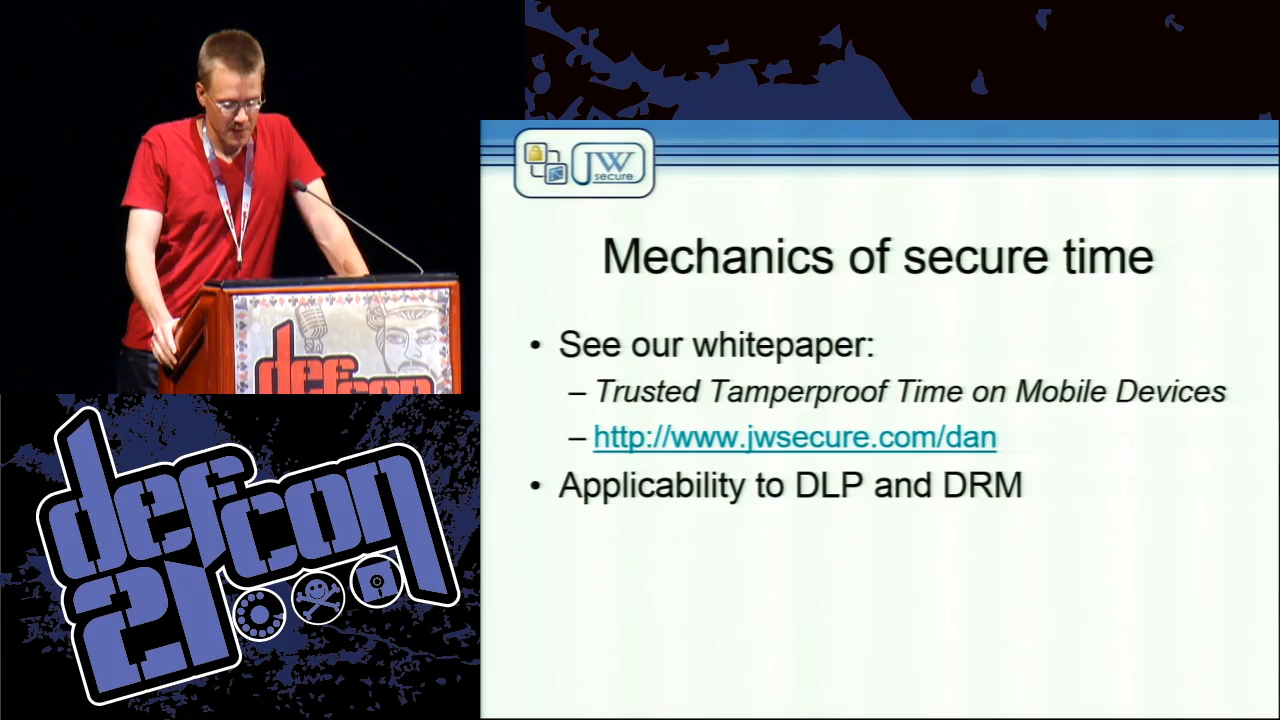 JW
secure
Mechanics of secure time
• See our whitepaper:
– Trusted Tamperproof Time on Mobile Devices
– http://www.jwsecure.com/dan
• Applicability to DLP and DRM
defcon
defcon
21